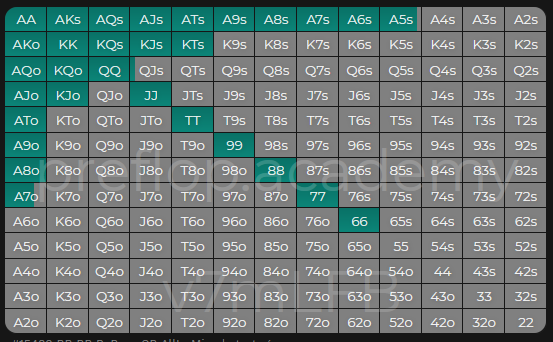 AA AKs AQs AJs ATs A9s A8s A7s A6s A5s A4s A3s A2s
AKo KK KQs KJs KTs K9s K8s K7s K6s K5s K4s K3s K2s
AQo KQo QQ QJs QTs Q9s Q8s Q7s Q6s Q5s Q4s Q3s Q2s
AJo KJo QJo JJ JTs J9s J8s J7s J6s J5s J4s J3s J2s
ATo KTo QTo JTo TT T9s T8s T7s T6s T5s T4s T3s T2s
A9o K9o Q9o J9o T9o 99 98s 97s 96s 95s 94s 93s 92s
A8o K8o Q8o J8o T8o 98o 88 87s 86s 85s 84s 83s 82s
preflop.academy
A7o K7o Q7o J7o T7o 97o 87o 77 76s 75s 74s 73s 72s
A6o K6o Q6o J6o T6o 96o 86o 76o 66 65s 64s 63s 62s
A5o K5o Q5o J5o T5o 95o 85o 75o 65o 55 54s 53s 52s
A4o K4o Q4o J4o T4o 94o 84o 74o 64o 54o 44 43s 42s
A3o K3o Q3o J3o T3o 93o 83o 73o 63o 53o 43o 33 32s
v7mLFB
A2o K2o Q2o J2o T2o 92o 82o 72o 62o 52o 42o 32o 22